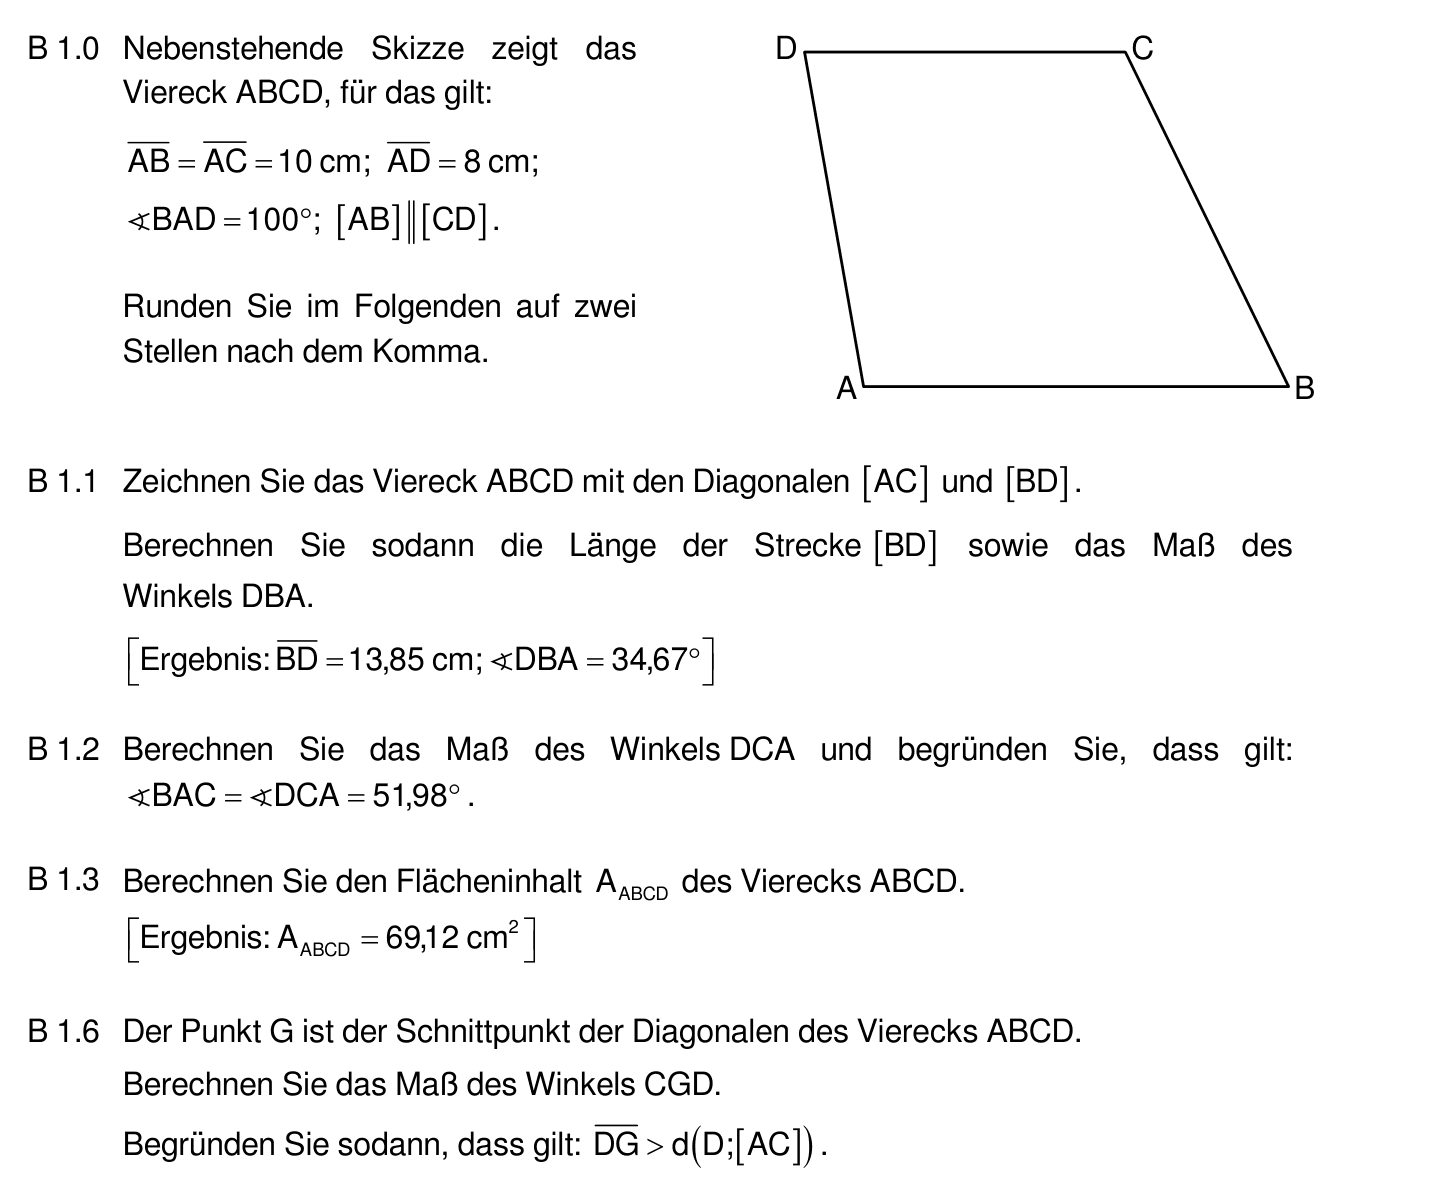 B 1.0 Nebenstehende Skizze zeigt das
Viereck ABCD, für das gilt:
A̅B̅ = A̅C̅ = 10 cm; A̅D̅ = 8 cm;
∢BAD = 100°; [AB]∥[CD].
Runden Sie im Folgenden auf zwei
Stellen nach dem Komma.
D
C
A
B
B 1.1 Zeichnen Sie das Viereck ABCD mit den Diagonalen [AC] und [BD].
Berechnen Sie sodann die Länge der Strecke [BD] sowie das Maß des
Winkels DBA.
[Ergebnis: B̅D̅ = 13,85 cm; ∢DBA = 34,67°]
B 1.2 Berechnen Sie das Maß des Winkels DCA und begründen Sie, dass gilt:
∢BAC = ∢DCA = 51,98°.
B 1.3 Berechnen Sie den Flächeninhalt A_ABCD des Vierecks ABCD.
[Ergebnis: A_ABCD = 69,12 cm²]
B 1.6 Der Punkt G ist der Schnittpunkt der Diagonalen des Vierecks ABCD.
Berechnen Sie das Maß des Winkels CGD.
Begründen Sie sodann, dass gilt: D̅G̅ > d(D;[AC]).